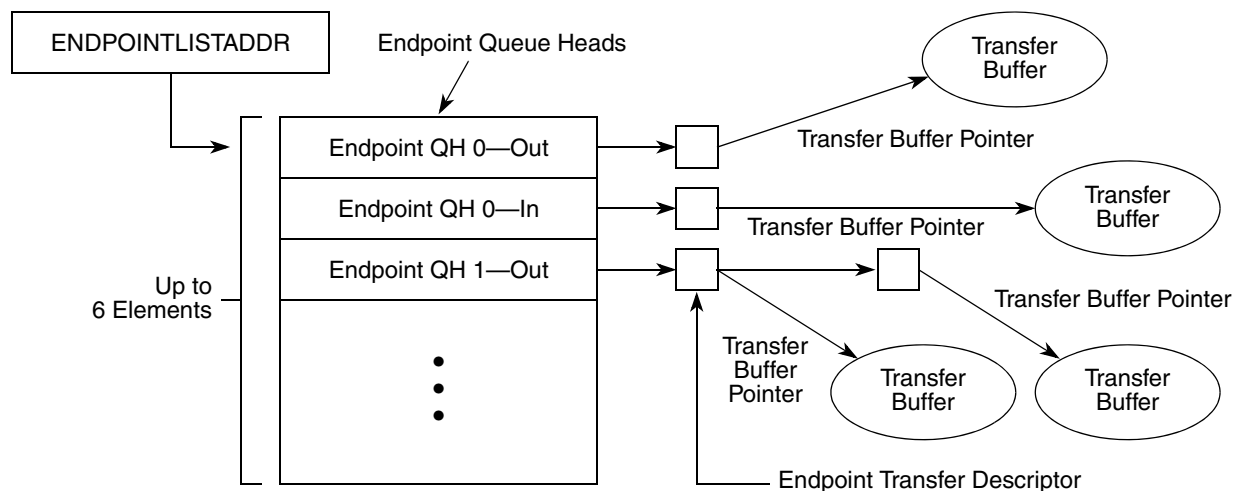 ENDPOINTLISTADDR
Endpoint Queue Heads
Transfer
Buffer
Endpoint QH 0—Out
Transfer Buffer Pointer
Endpoint QH 0—In
Transfer
Buffer
Transfer Buffer Pointer
Endpoint QH 1—Out
Up to
6 Elements
Transfer Buffer Pointer
Transfer
Buffer
Pointer
Transfer
Buffer
Transfer
Buffer
Endpoint Transfer Descriptor